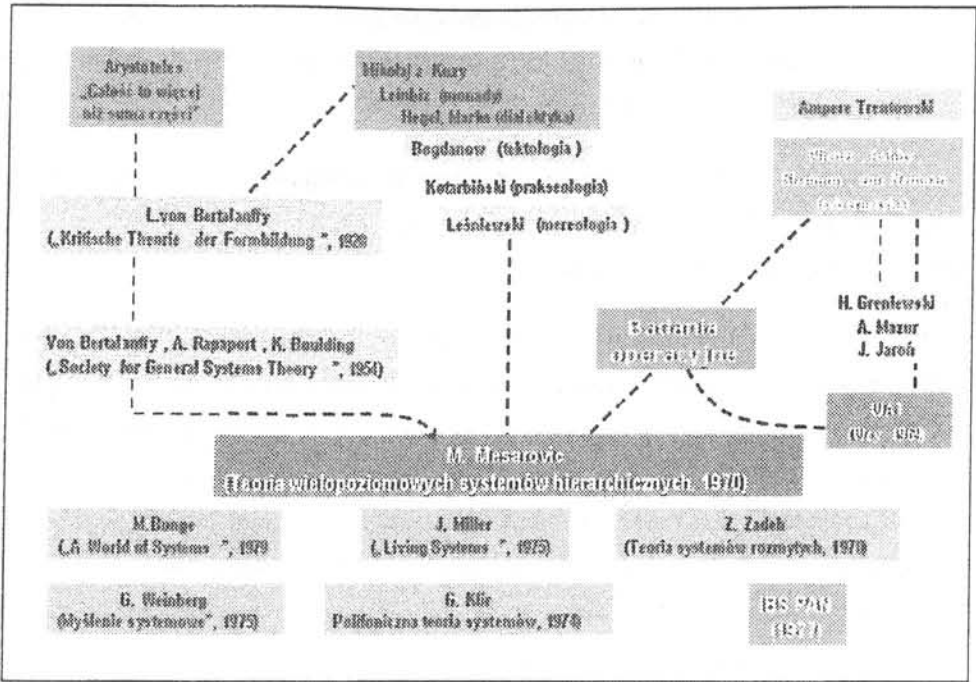 Arystoteles
„Całość to więcej
niż suma części"
Mikołaj z Kuzy
Leinbiz (monady)
Hegel, Marks (dialektyka)
Bogdanow (tektologia )
Kotarbiński (prakseologia)
Leśniewski (mereologia )
Ampere Trentowski
L.von Bertalanffy
(„Kritische Theorie der Formbildung ", 1928
H. Greniewski
A. Mazur
J. Jaroń
Badania
operacyjne
Von Bertalanffy , A. Rapaport , K. Boulding
(„Society for General Systems Theory ", 1954)
M. Mesarovic
(Teoria wielopoziomowych systemów hierarchicznych, 1970)
M.Bunge
(„A World of Systems ", 1979
J. Miller
(„Living Systems ", 1975)
Z. Zadeh
(Teoria systemów rozmytych, 1970)
G. Weinberg
(Myślenie systemowe", 1975)
G. Klir
Polifoniczna teoria systemów, 1974)
IBS PAN